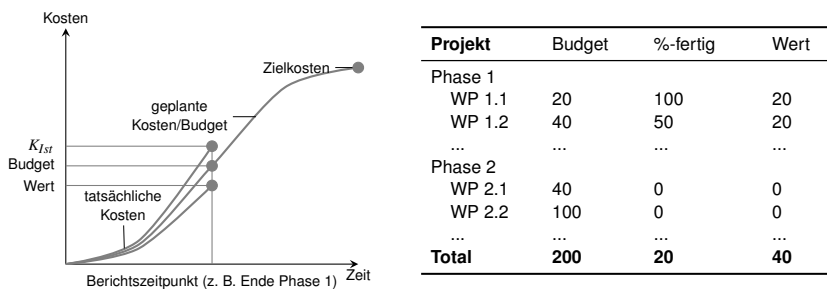 Kosten
Zielkosten
geplante
Kosten/Budget
K_Ist
Budget
Wert
tatsächliche
Kosten
Zeit
Berichtszeitpunkt (z. B. Ende Phase 1)
Projekt Budget %-fertig Wert
Phase 1
WP 1.1 20 100 20
WP 1.2 40 50 20
... ... ... ...
Phase 2
WP 2.1 40 0 0
WP 2.2 100 0 0
... ... ... ...
Total 200 20 40